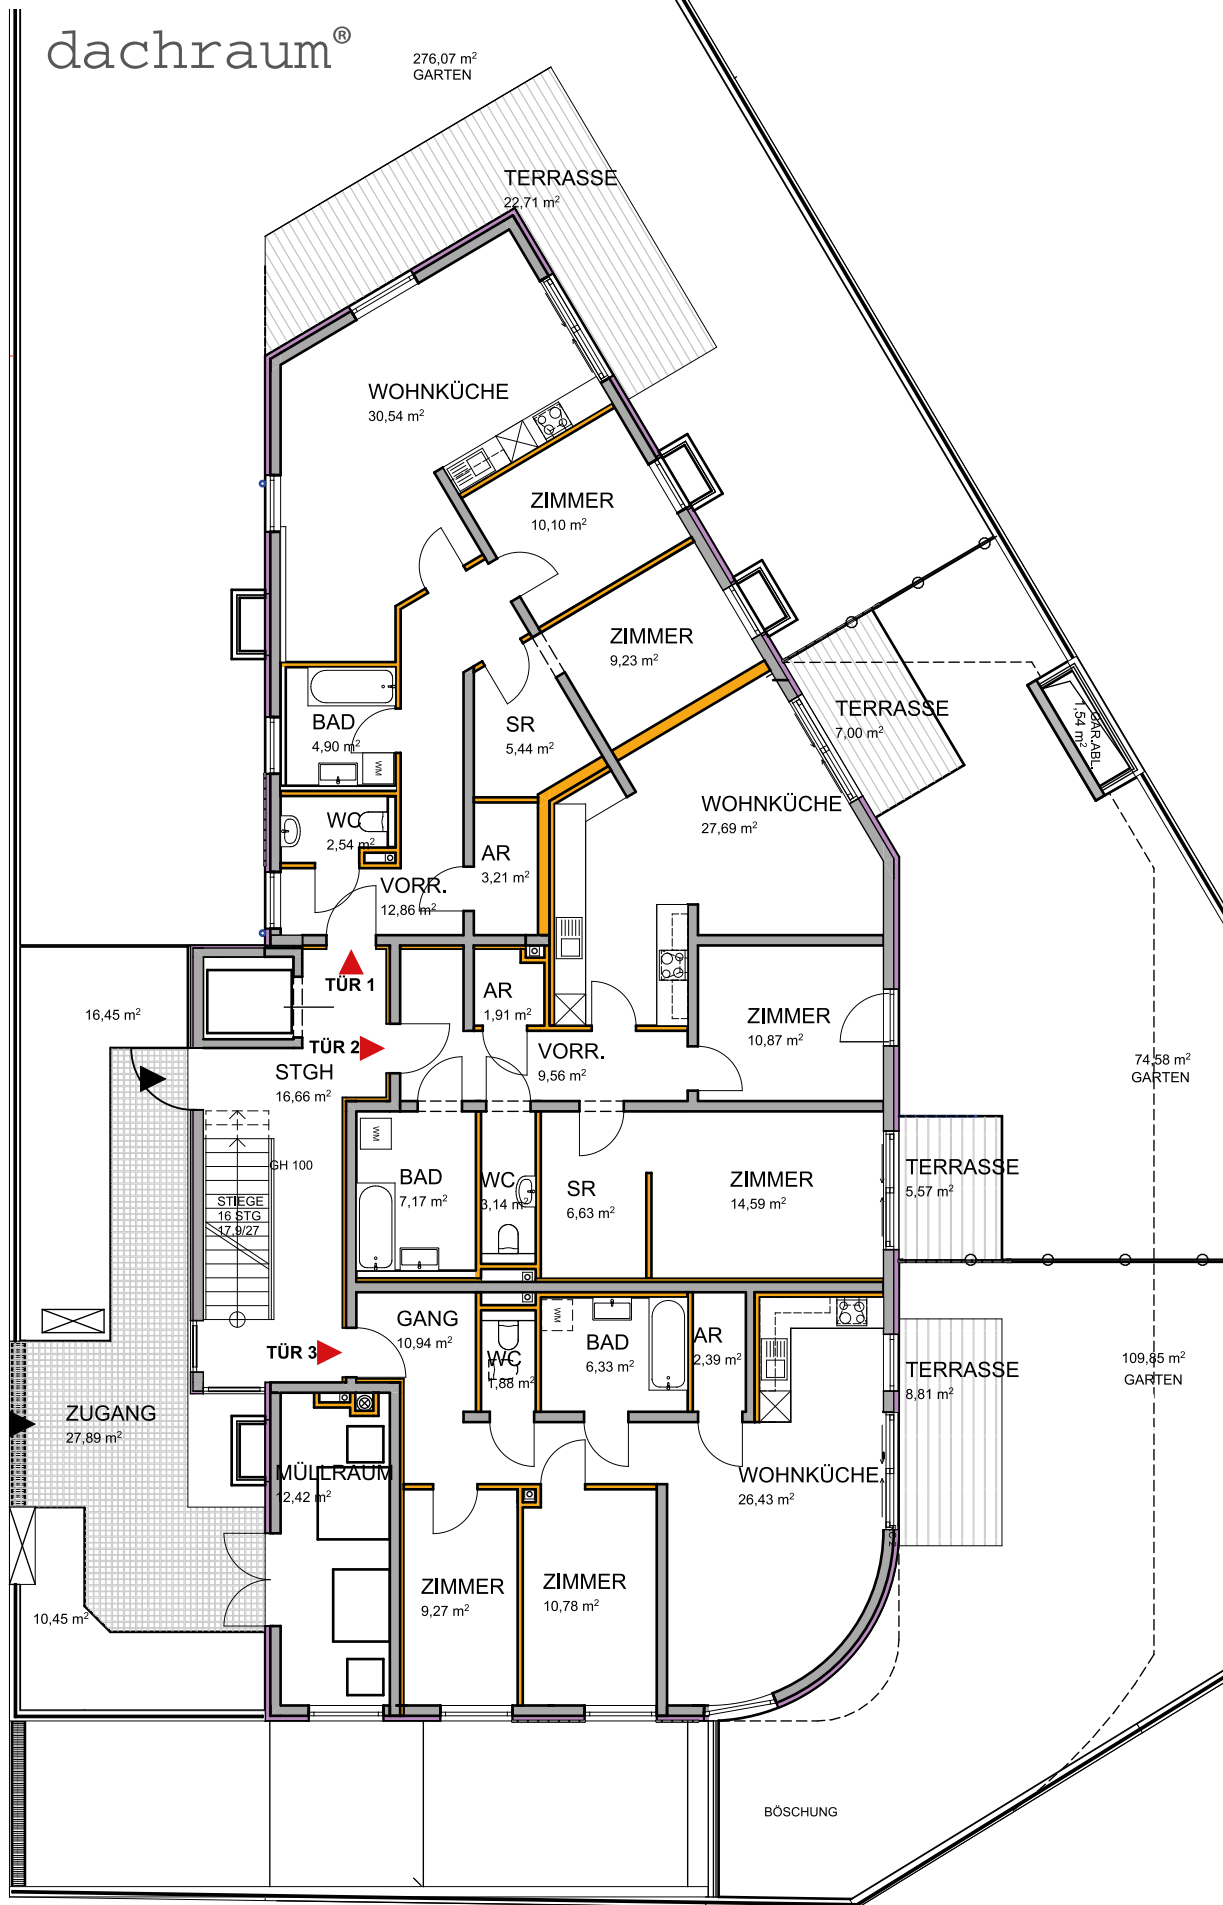 dachraum®
276,07 m²
GARTEN
TERRASSE
22,71 m²
WOHNKÜCHE
30,54 m²
ZIMMER
10,10 m²
ZIMMER
9,23 m²
BAD
4,90 m²
WM
SR
5,44 m²
TERRASSE
7,00 m²
GAR.ABL.
1,54 m²
WC
2,54 m²
WOHNKÜCHE
27,69 m²
AR
3,21 m²
VORR.
12,86 m²
TÜR 1
16,45 m²
AR
1,91 m²
ZIMMER
10,87 m²
TÜR 2
STGH
16,66 m²
VORR.
9,56 m²
74,58 m²
GARTEN
WM
GH 100
BAD
7,17 m²
WC
3,14 m²
SR
6,63 m²
ZIMMER
14,59 m²
TERRASSE
5,57 m²
STIEGE
16 STG
17,9/27
GANG
10,94 m²
WM
TÜR 3
WC
1,88 m²
BAD
6,33 m²
AR
2,39 m²
TERRASSE
8,81 m²
109,85 m²
GARTEN
ZUGANG
27,89 m²
MÜLLRAUM
12,42 m²
WOHNKÜCHE
26,43 m²
ZIMMER
9,27 m²
ZIMMER
10,78 m²
10,45 m²
BÖSCHUNG